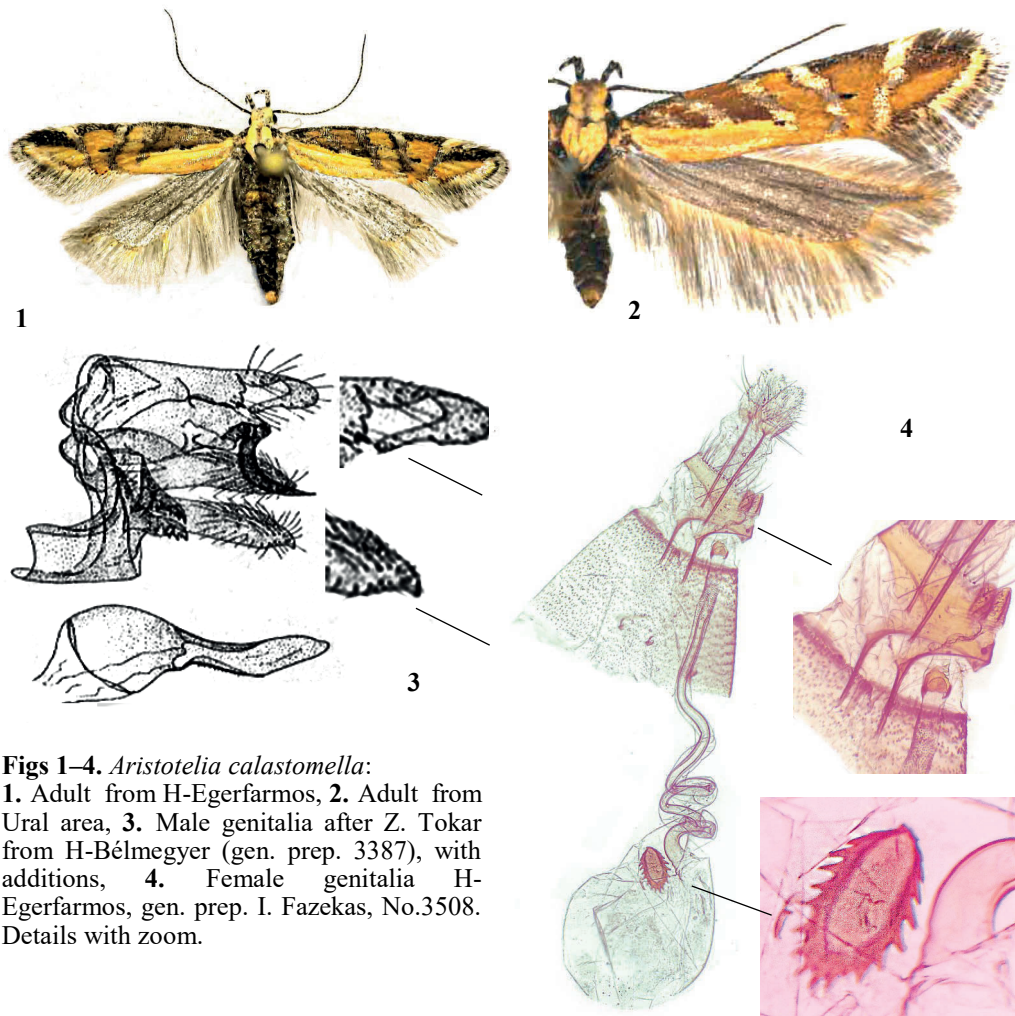 1
2
3
4
Figs 1–4. Aristotelia calastomella:
1. Adult from H-Egerfarmos, 2. Adult from
Ural area, 3. Male genitalia after Z. Tokar
from H-Bélmegyer (gen. prep. 3387), with
additions, 4. Female genitalia H-
Egerfarmos, gen. prep. I. Fazekas, No.3508.
Details with zoom.